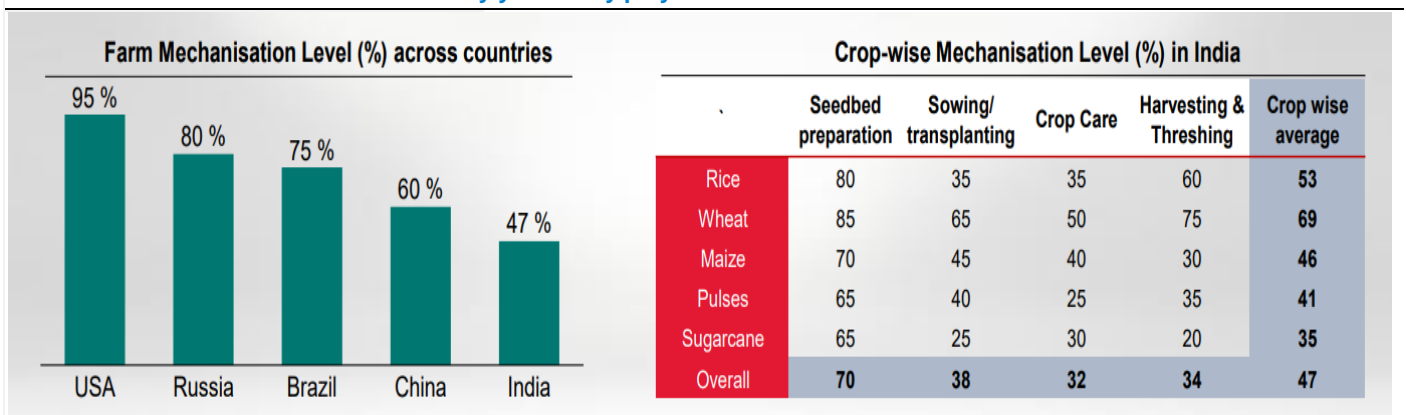 Farm Mechanisation Level (%) across countries
95 %
80 %
75 %
60 %
47 %
USA Russia Brazil China India
Crop-wise Mechanisation Level (%) in India
` Seedbed preparation Sowing/ transplanting Crop Care Harvesting & Threshing Crop wise average
Rice 80 35 35 60 53
Wheat 85 65 50 75 69
Maize 70 45 40 30 46
Pulses 65 40 25 35 41
Sugarcane 65 25 30 20 35
Overall 70 38 32 34 47